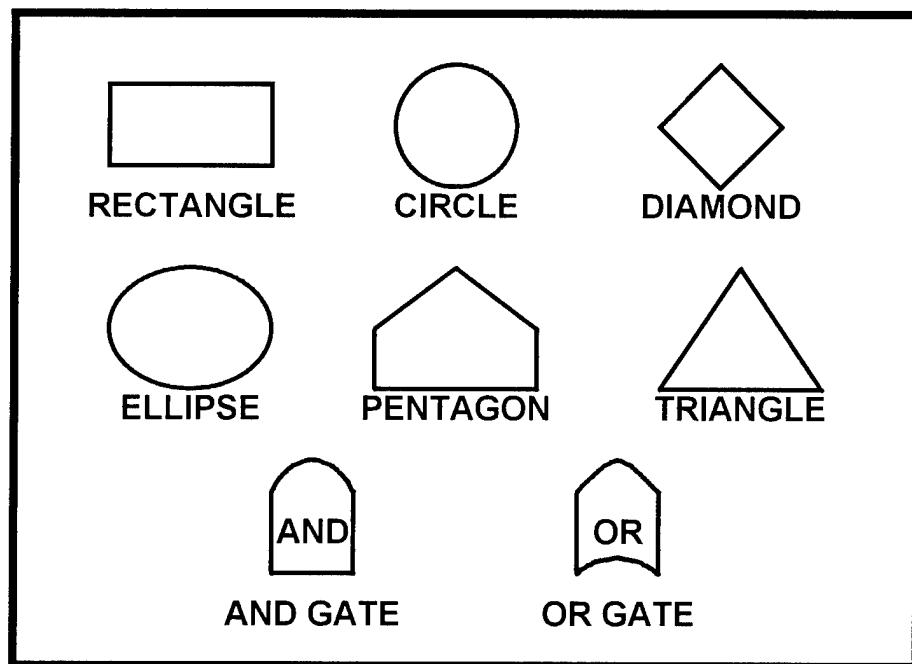 RECTANGLE
CIRCLE
DIAMOND
ELLIPSE
PENTAGON
TRIANGLE
AND
OR
AND GATE
OR GATE